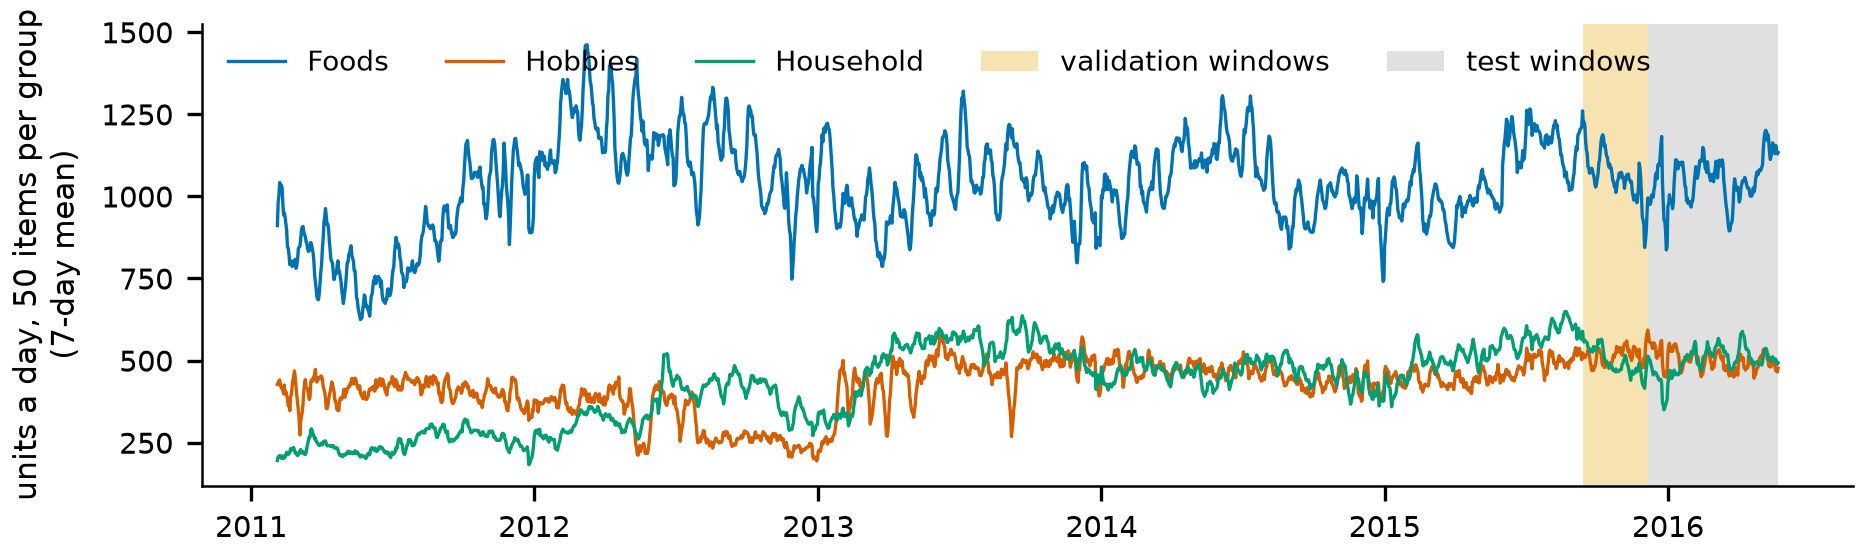 units a day, 50 items per group
(7-day mean)
1500
1250
1000
750
500
250
Foods
Hobbies
Household
validation windows
test windows
2011
2012
2013
2014
2015
2016